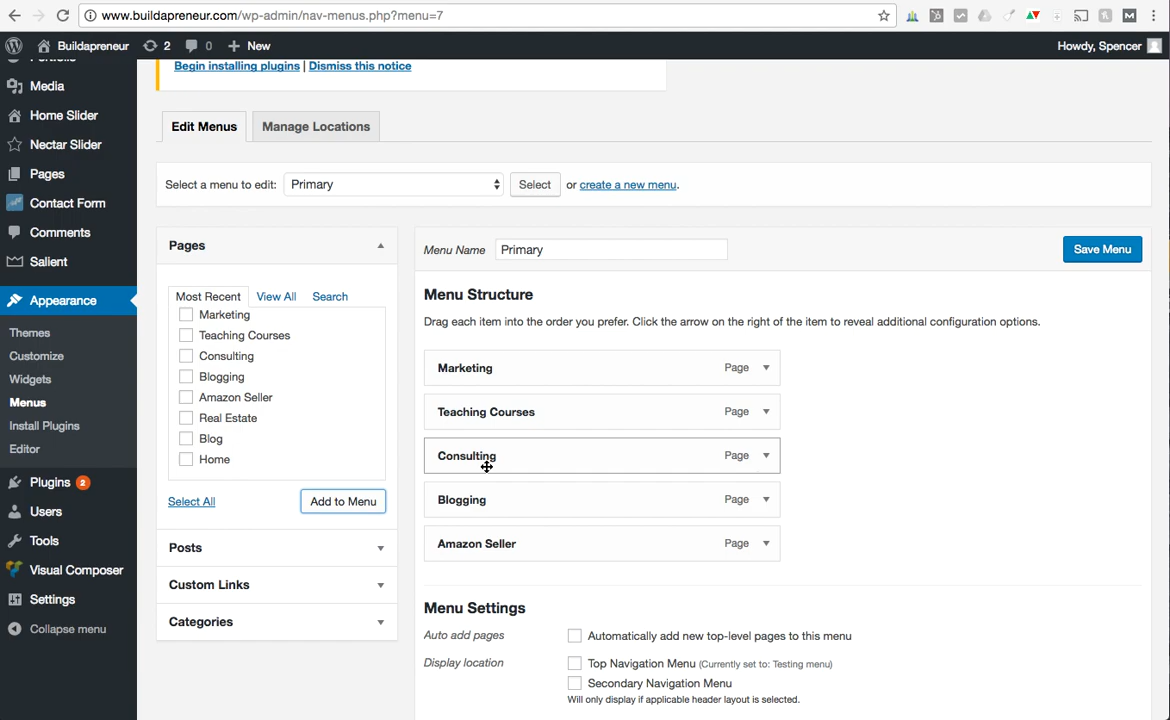 www.buildapreneur.com/wp-admin/nav-menus.php?menu=7
Buildapreneur 2 0 New Howdy, Spencer
Portfolio
Media
Home Slider
Nectar Slider
Pages
Contact Form
Comments
Salient
Appearance
Themes
Customize
Widgets
Menus
Install Plugins
Editor
Plugins 2
Users
Tools
Visual Composer
Settings
Collapse menu
Begin installing plugins | Dismiss this notice
Edit Menus Manage Locations
Select a menu to edit: Primary Select or create a new menu.
Pages
Most Recent View All Search
Marketing
Teaching Courses
Consulting
Blogging
Amazon Seller
Real Estate
Blog
Home
Select All Add to Menu
Posts
Custom Links
Categories
Menu Name Primary Save Menu
Menu Structure
Drag each item into the order you prefer. Click the arrow on the right of the item to reveal additional configuration options.
Marketing Page
Teaching Courses Page
Consulting Page
Blogging Page
Amazon Seller Page
Menu Settings
Auto add pages Automatically add new top-level pages to this menu
Display location Top Navigation Menu (Currently set to: Testing menu)
Secondary Navigation Menu
Will only display if applicable header layout is selected.